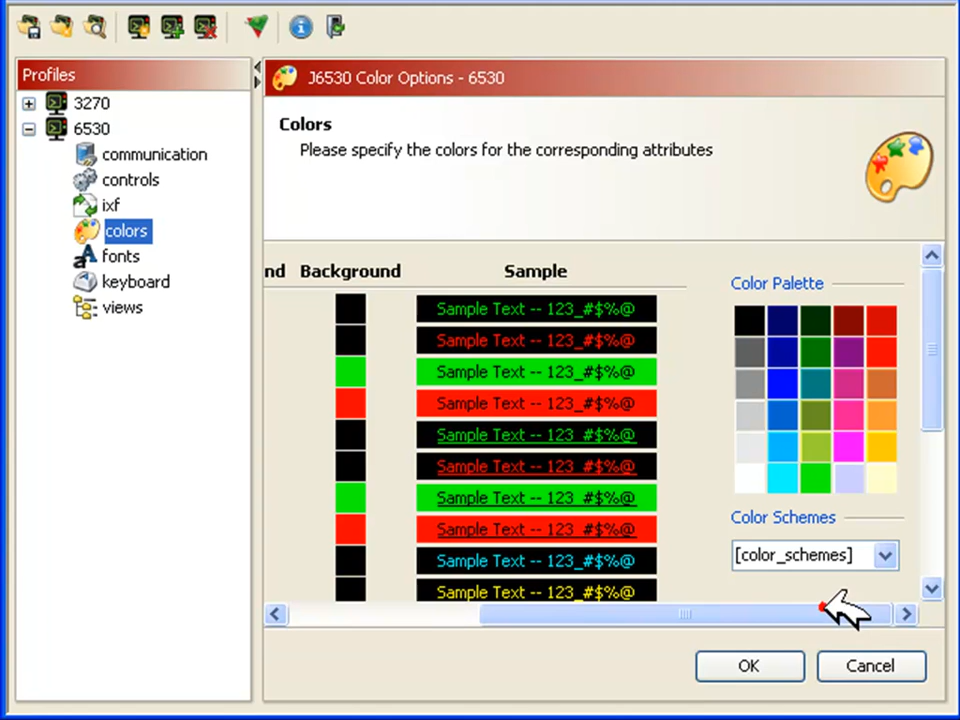 Profiles
3270
6530
communication
controls
ixf
colors
fonts
keyboard
views
J6530 Color Options - 6530
Colors
Please specify the colors for the corresponding attributes
nd Background Sample
Sample Text -- 123_#$%@
Sample Text -- 123_#$%@
Sample Text -- 123_#$%@
Sample Text -- 123_#$%@
Sample Text -- 123_#$%@
Sample Text -- 123_#$%@
Sample Text -- 123_#$%@
Sample Text -- 123_#$%@
Sample Text -- 123_#$%@
Sample Text -- 123_#$%@
Color Palette
Color Schemes
[color_schemes]
OK Cancel